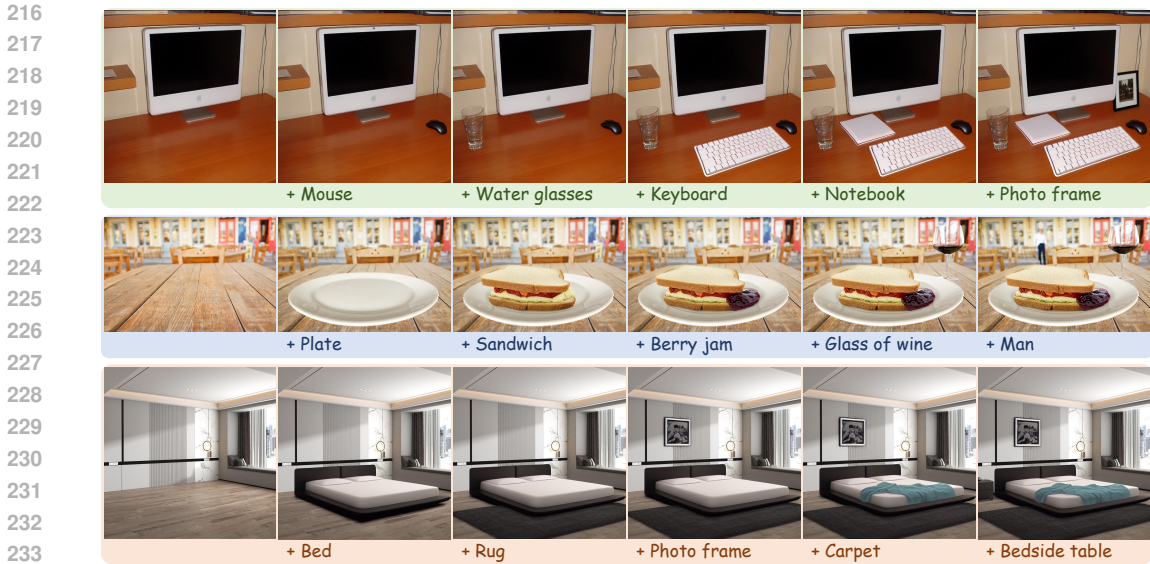 216
217
218
219
220
221
222
223
224
225
226
227
228
229
230
231
232
233
+ Mouse
+ Water glasses
+ Keyboard
+ Notebook
+ Photo frame
+ Plate
+ Sandwich
+ Berry jam
+ Glass of wine
+ Man
+ Bed
+ Rug
+ Photo frame
+ Carpet
+ Bedside table